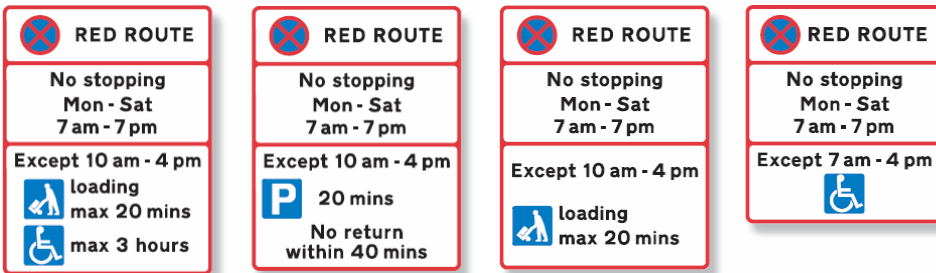 RED ROUTE
No stopping
Mon - Sat
7 am - 7 pm
Except 10 am - 4 pm
loading
max 20 mins
max 3 hours
RED ROUTE
No stopping
Mon - Sat
7 am - 7 pm
Except 10 am - 4 pm
P 20 mins
No return
within 40 mins
RED ROUTE
No stopping
Mon - Sat
7 am - 7 pm
Except 10 am - 4 pm
loading
max 20 mins
RED ROUTE
No stopping
Mon - Sat
7 am - 7 pm
Except 7 am - 4 pm